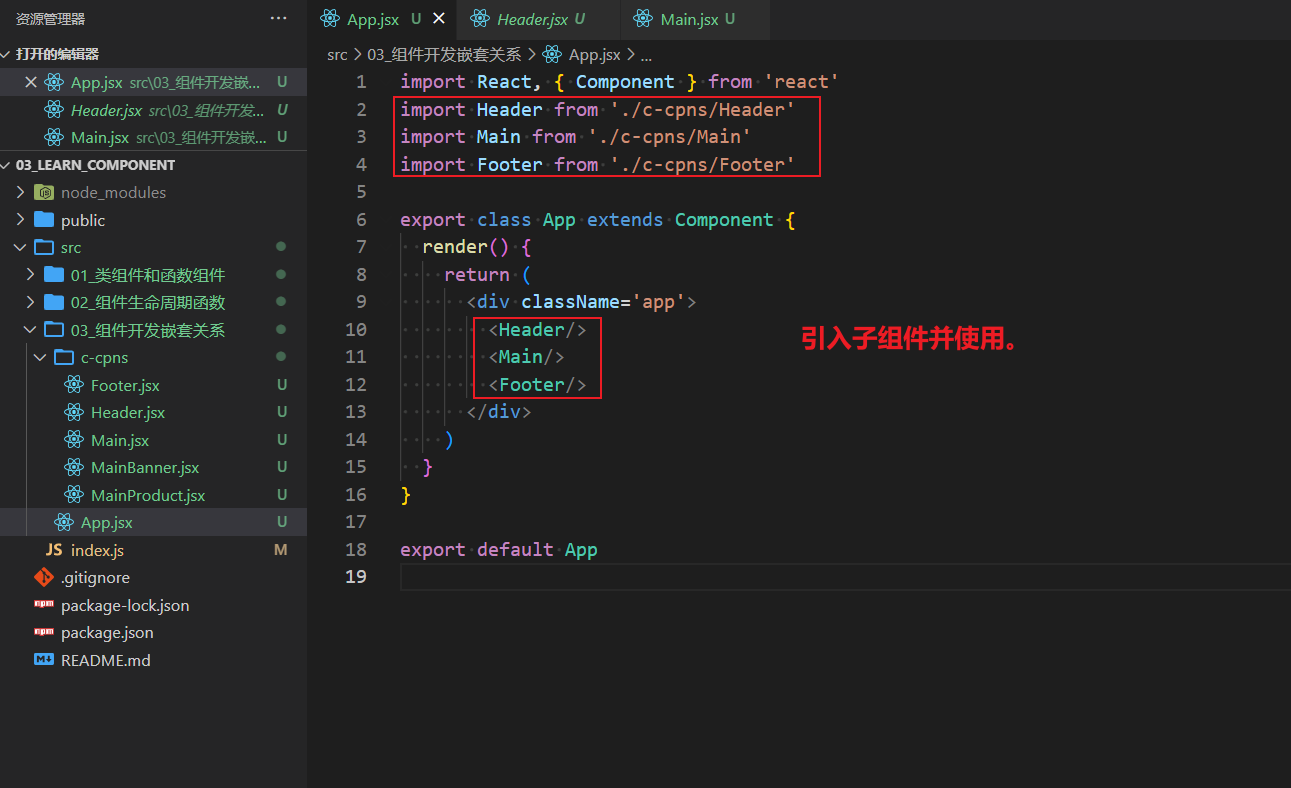 资源管理器 ···
打开的编辑器
App.jsx src\03_组件开发嵌... U
Header.jsx src\03_组件开发... U
Main.jsx src\03_组件开发嵌... U
03_LEARN_COMPONENT
node_modules
public
src
01_类组件和函数组件
02_组件生命周期函数
03_组件开发嵌套关系
c-cpns
Footer.jsx U
Header.jsx U
Main.jsx U
MainBanner.jsx U
MainProduct.jsx U
App.jsx U
JS index.js M
.gitignore
npm package-lock.json
npm package.json
M README.md
App.jsx U Header.jsx U Main.jsx U
src > 03_组件开发嵌套关系 > App.jsx > ...
1 import React, { Component } from 'react'
2 import Header from './c-cpns/Header'
3 import Main from './c-cpns/Main'
4 import Footer from './c-cpns/Footer'
5
6 export class App extends Component {
7 render() {
8 return (
9 <div className='app'>
10 <Header/>
11 <Main/>
12 <Footer/>
13 </div>
14 )
15 }
16 }
17
18 export default App
19
引入子组件并使用。